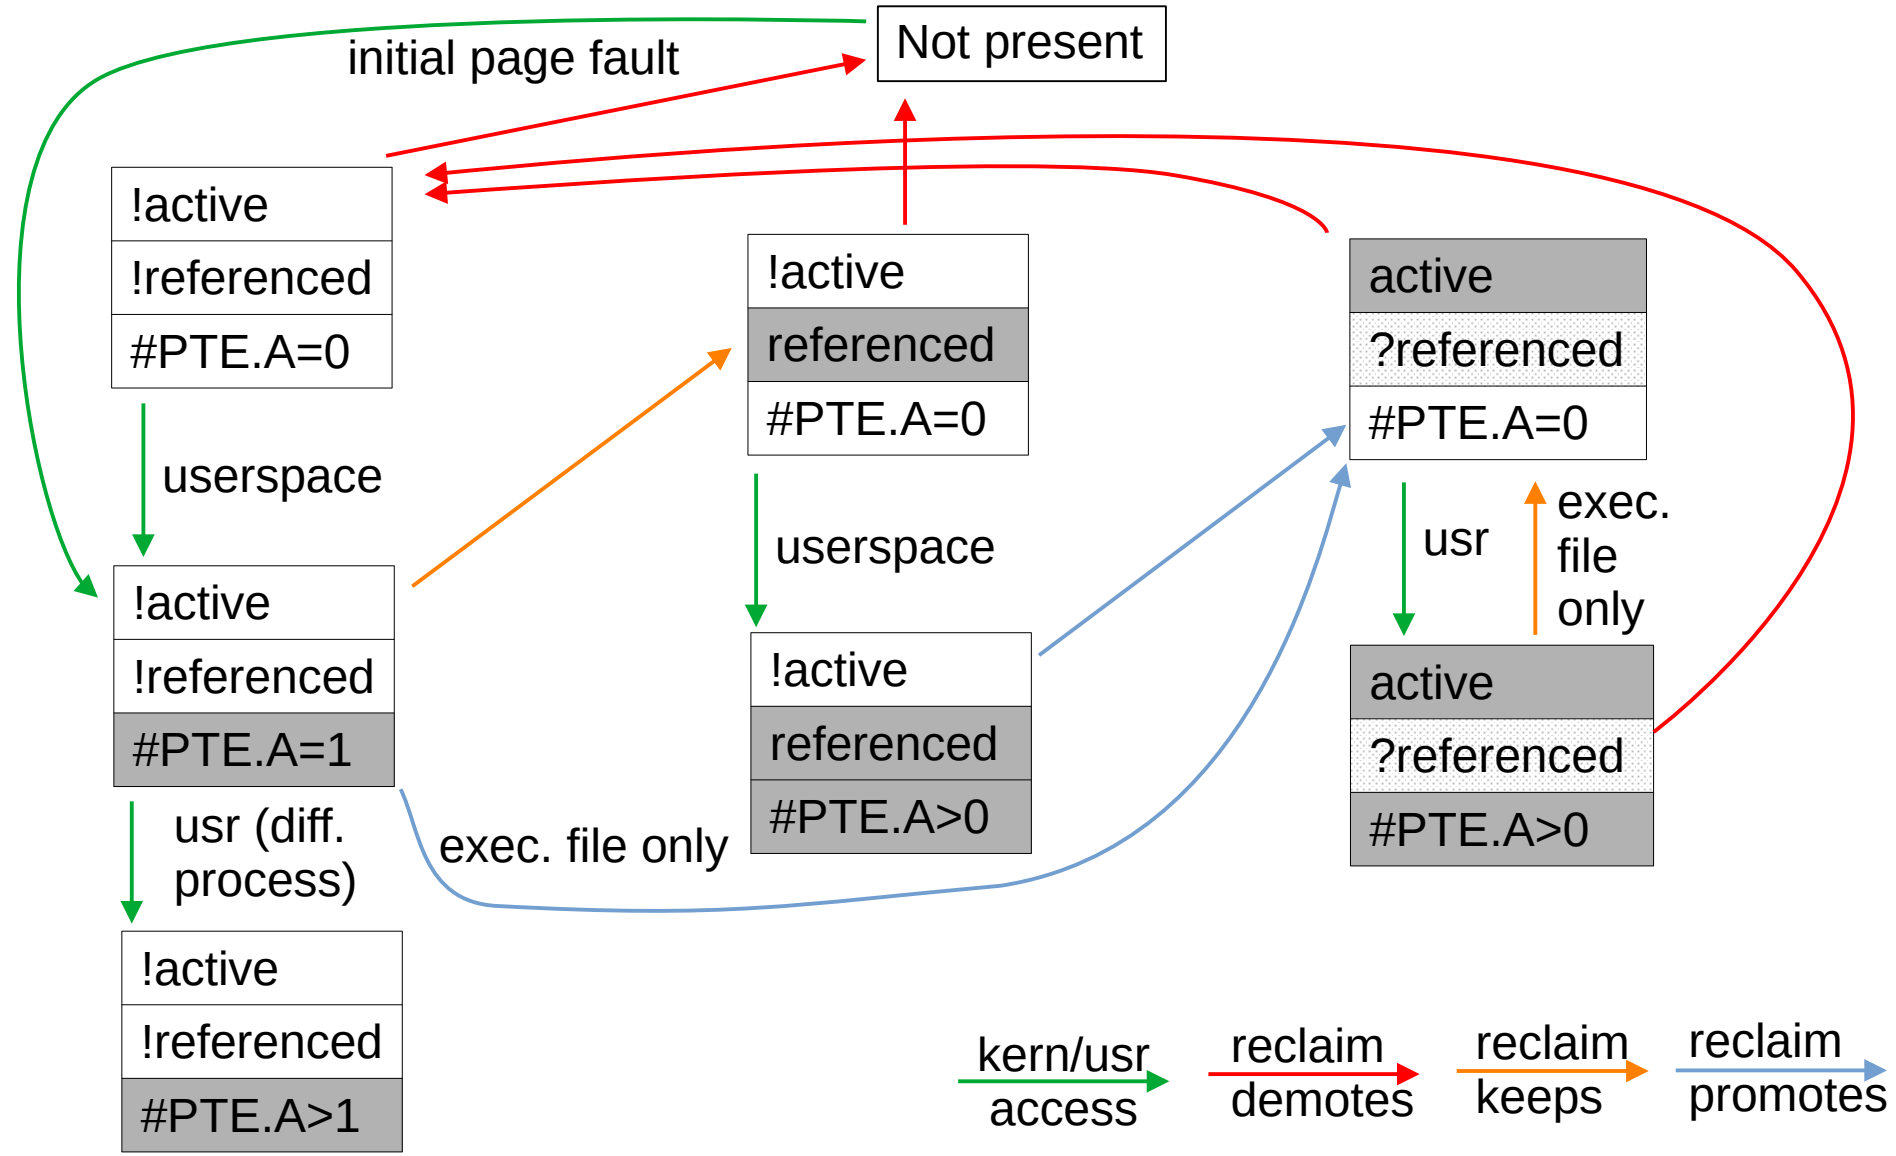 Not present
initial page fault
!active
!referenced
#PTE.A=0
userspace
!active
!referenced
#PTE.A=1
usr (diff.
process)
!active
!referenced
#PTE.A>1
exec. file only
!active
referenced
#PTE.A=0
userspace
!active
referenced
#PTE.A>0
active
?referenced
#PTE.A=0
usr
exec.
file
only
active
?referenced
#PTE.A>0
kern/usr
access
reclaim
demotes
reclaim
keeps
reclaim
promotes